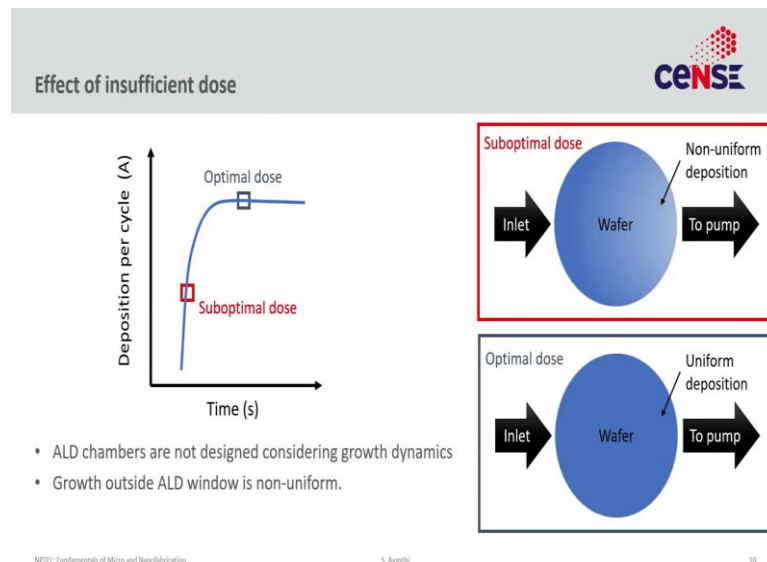 Effect of insufficient dose
ceNSE
Deposition per cycle (A)
Optimal dose
Suboptimal dose
Time (s)
• ALD chambers are not designed considering growth dynamics
• Growth outside ALD window is non-uniform.
Suboptimal dose
Non-uniform
deposition
Inlet
Wafer
To pump
Optimal dose
Uniform
deposition
Inlet
Wafer
To pump
NPTEL: Fundamentals of Micro and Nanofabrication
S. Avanthi
10